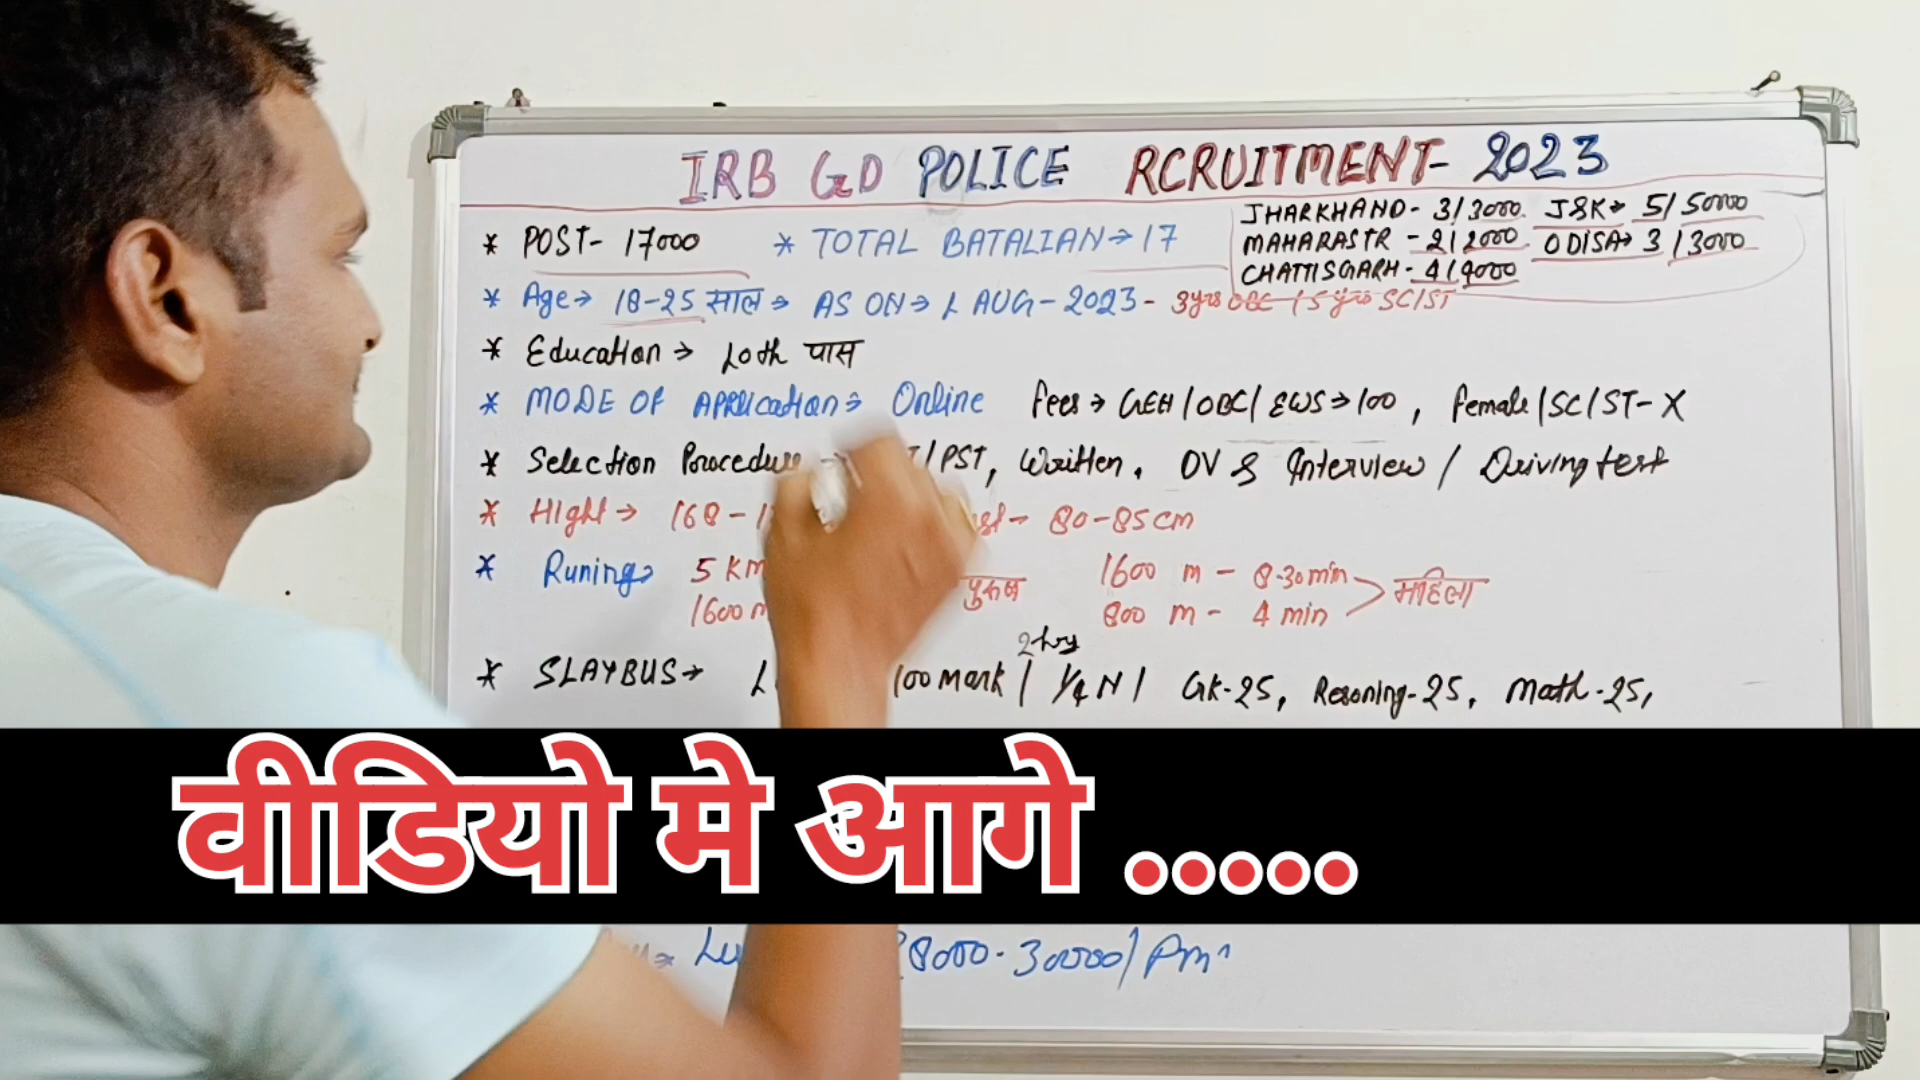 IRB GD POLICE RCRUITMENT- 2023
* POST- 17000 * TOTAL BATALIAN→17
JHARKHAND- 3/3000 J&K→ 5/50000
MAHARASTR - 2/2000 ODISA→ 3/3000
CHATTISGARH- 4/4000
* Age→ 18-25 साल→ AS ON→ 1 AUG-2023- 3yrs OBC / 5 yrs SC/ST
* Education→ 10th पास
* MODE OF APPLICATION→ Online Fees→ GEN/OBC/EWS→100, Female/SC/ST-X
* Selection Procedure /PST, Written, DV & Interview / Driving test
* Hight→ 168- 80-85cm
* Runing→ 5 Km पुरूष 1600 m - 8.30min महिला
1600 m 800 m - 4 min
2 hrs
* SLAYBUS→ 100 mark / 1/4 N / GK-25, Resoning-25, Math-25,
वीडियो मे आगे .....
8000-30000/Pm